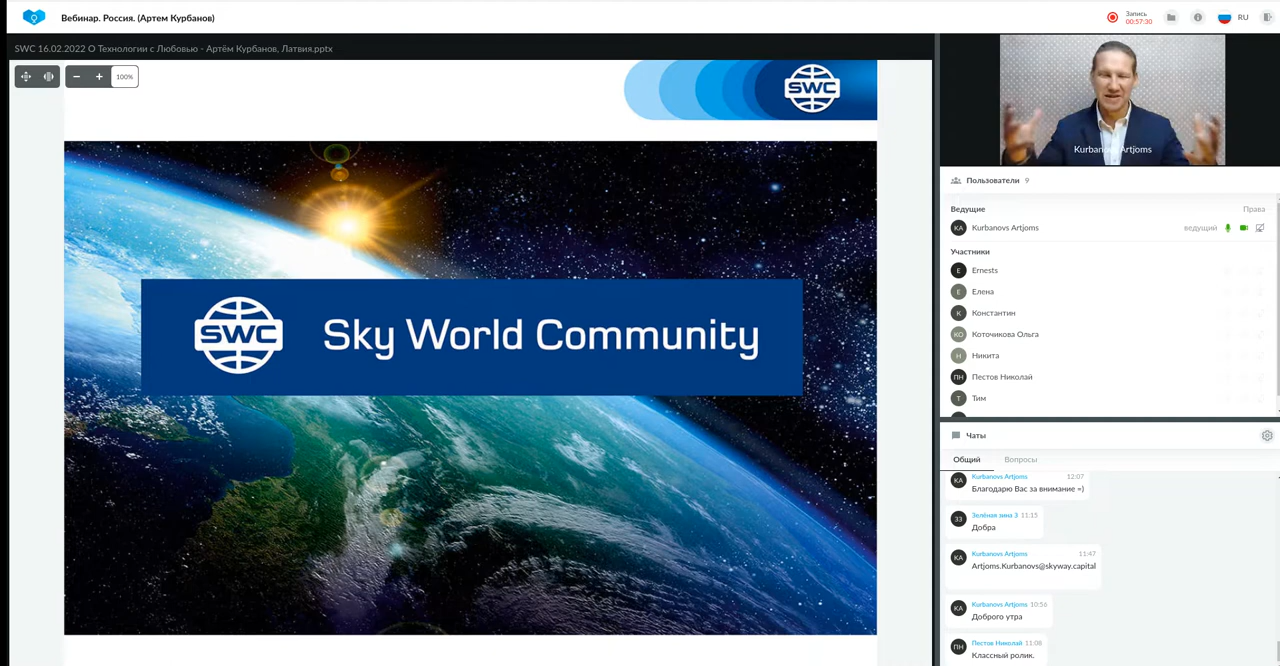 Вебинар. Россия. (Артем Курбанов)
Запись
00:57:30
RU
SWC 16.02.2022 О Технологии с Любовью - Артём Курбанов, Латвия.pptx
100%
SWC
SWC
Sky World Community
Kurbanovs Artjoms
Пользователи 9
Ведущие
Права
KA
Kurbanovs Artjoms
ведущий
Участники
E
Ernests
Е
Елена
К
Константин
КО
Коточикова Ольга
Н
Никита
ПН
Пестов Николай
Т
Тим
Чаты
Общий
Вопросы
KA
Kurbanovs Artjoms 12:07
Благодарю Вас за внимание =)
ЗЗ
Зелёная зина З 11:15
Добра
KA
Kurbanovs Artjoms 11:47
Artjoms.Kurbanovs@skyway.capital
KA
Kurbanovs Artjoms 10:56
Доброго утра
ПН
Пестов Николай 11:08
Классный ролик.